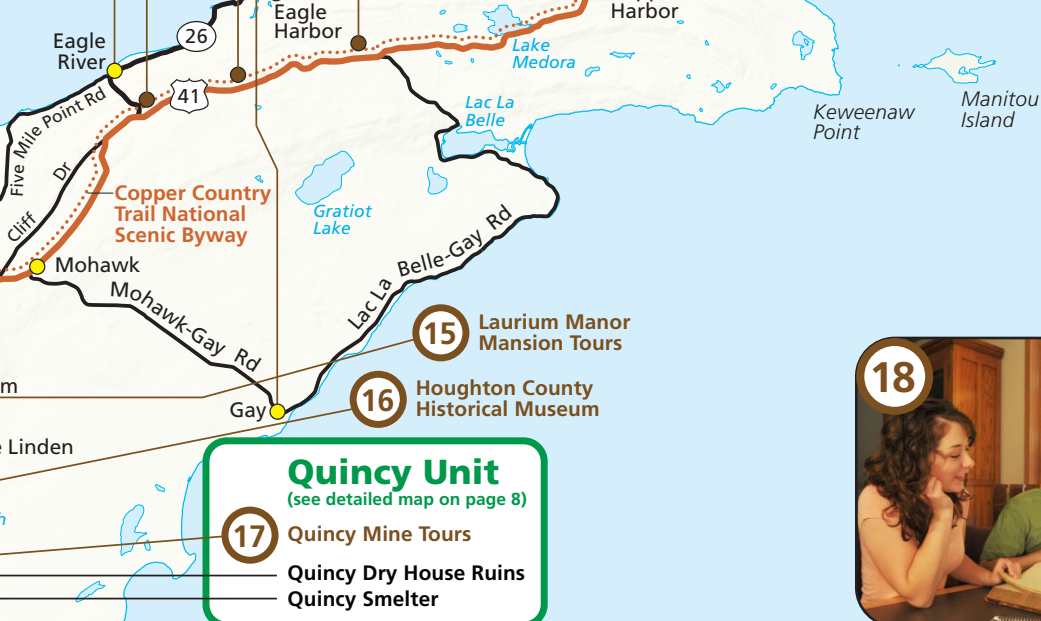 Eagle
Harbor
Harbor
Eagle
River
26
41
Lake
Medora
Lac La
Belle
Keweenaw
Point
Manitou
Island
Five Mile Point Rd
Cliff Dr
Copper Country
Trail National
Scenic Byway
Gratiot
Lake
Mohawk
Mohawk-Gay Rd
Lac La Belle-Gay Rd
15
Laurium Manor
Mansion Tours
16
Houghton County
Historical Museum
18
m
Gay
Linden
Quincy Unit
(see detailed map on page 8)
17
Quincy Mine Tours
Quincy Dry House Ruins
Quincy Smelter